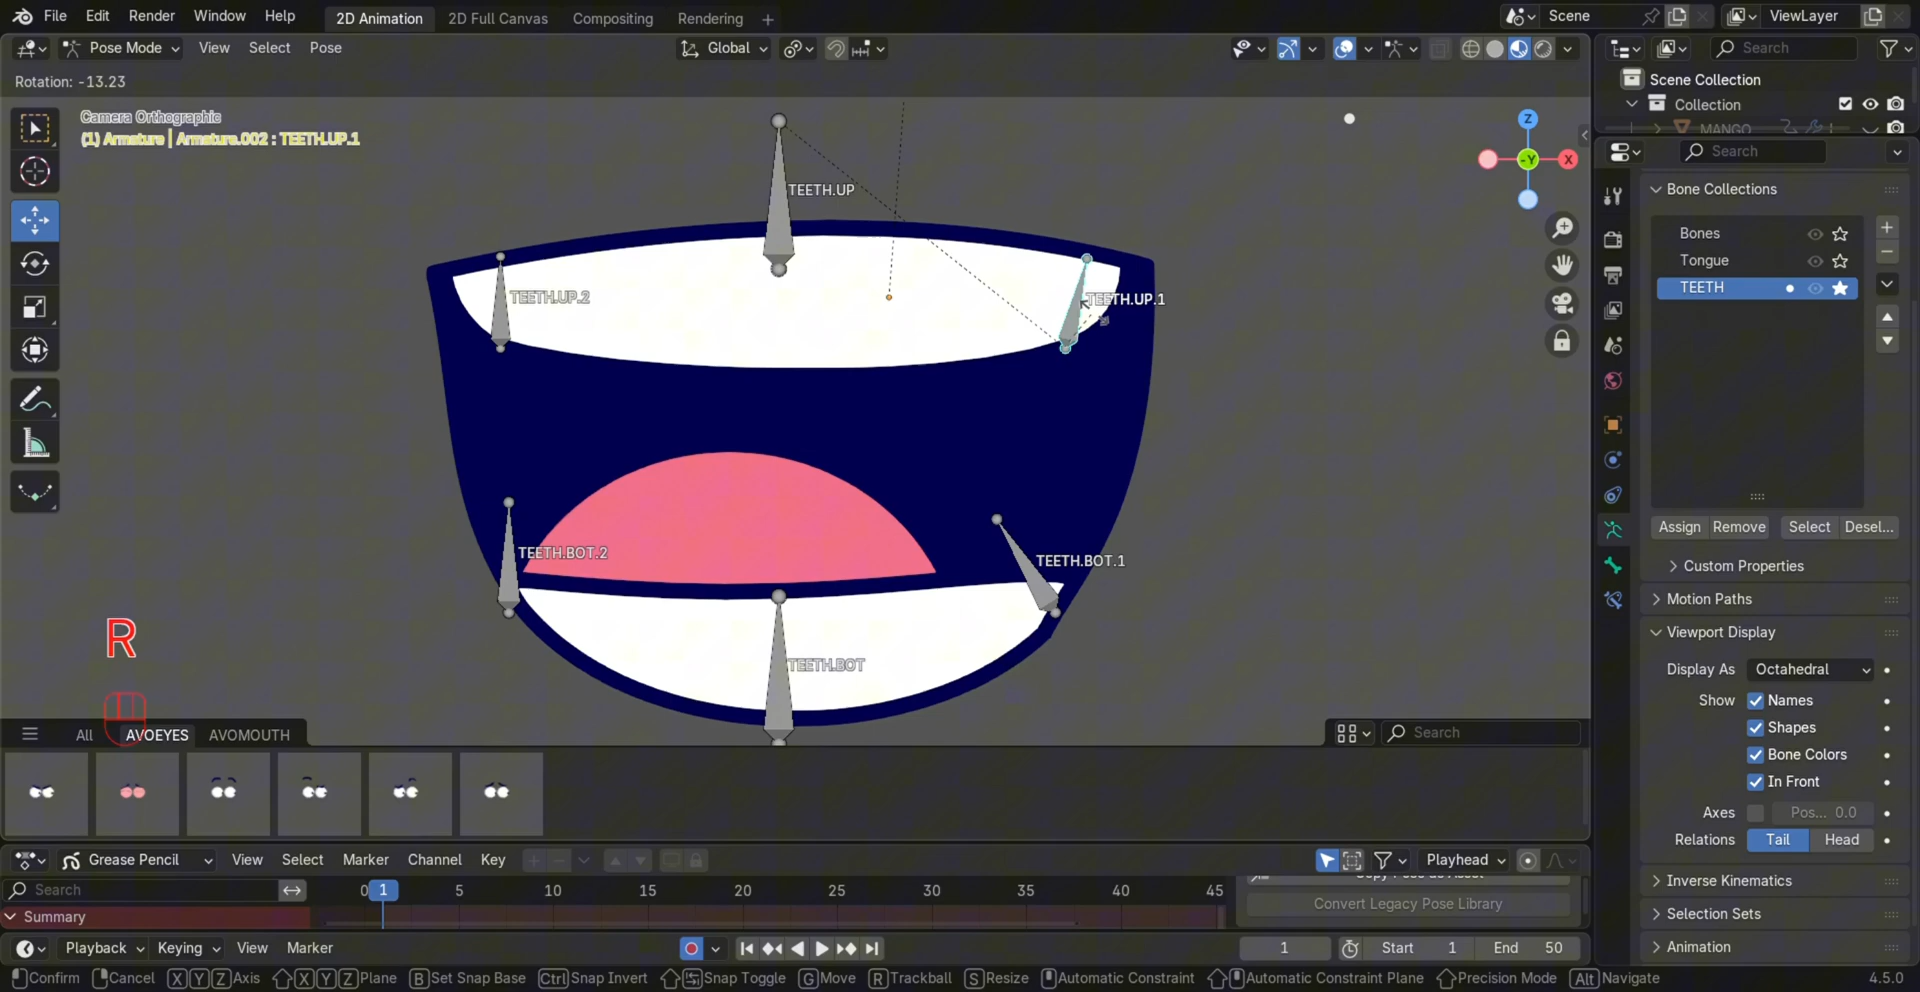 File Edit Render Window Help 2D Animation 2D Full Canvas Compositing Rendering + Scene ViewLayer
Pose Mode View Select Pose Global Search
Rotation: -13.23
Scene Collection
Collection
MANGO
Camera Orthographic
(1) Armature | Armature.002 : TEETH.UP.1
Z
-Y
X
Search
TEETH.UP
Bone Collections
Bones
Tongue
TEETH
TEETH.UP.2
TEETH.UP.1
TEETH.BOT.2
TEETH.BOT.1
TEETH.BOT
Assign Remove Select Desel...
Custom Properties
Motion Paths
Viewport Display
Display As Octahedral
Show Names
Shapes
Bone Colors
In Front
Axes Pos... 0.0
Relations Tail Head
Inverse Kinematics
Selection Sets
Animation
R
All AVOEYES AVOMOUTH Search
Grease Pencil View Select Marker Channel Key Playhead
Search 0 1 5 10 15 20 25 30 35 40 45
Copy Pose as Asset
Summary
Convert Legacy Pose Library
Playback Keying View Marker 1 Start 1 End 50
Confirm Cancel X Y Z Axis X Y Z Plane B Set Snap Base Ctrl Snap Invert Snap Toggle G Move R Trackball S Resize Automatic Constraint Automatic Constraint Plane Precision Mode Alt Navigate 4.5.0